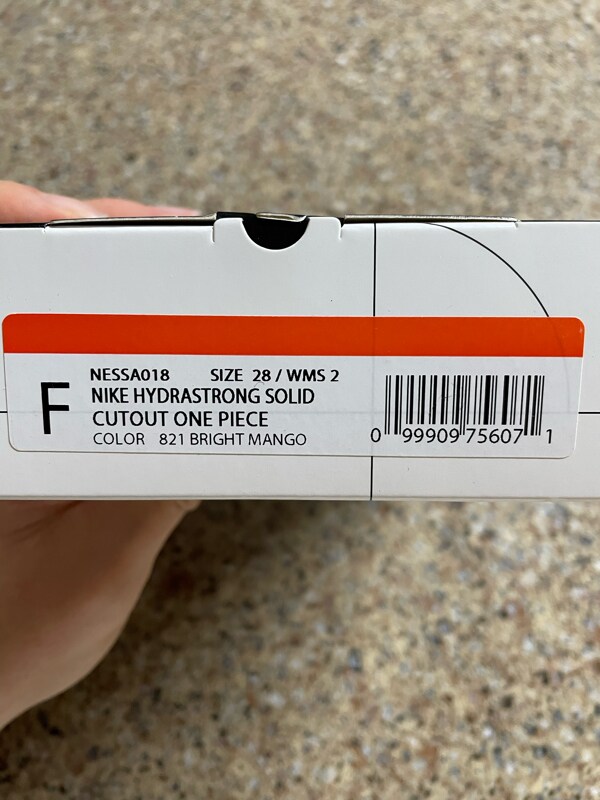 F
NESSA018 SIZE 28 / WMS 2
NIKE HYDRASTRONG SOLID
CUTOUT ONE PIECE
COLOR 821 BRIGHT MANGO
0 99909 75607 1